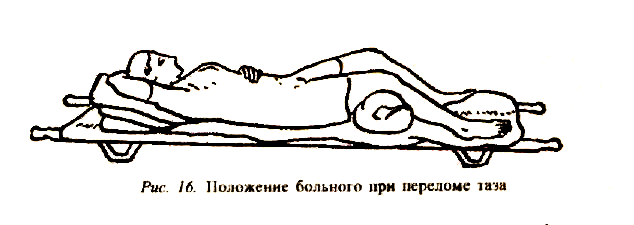 Рис. 16. Положение больного при переломе таза